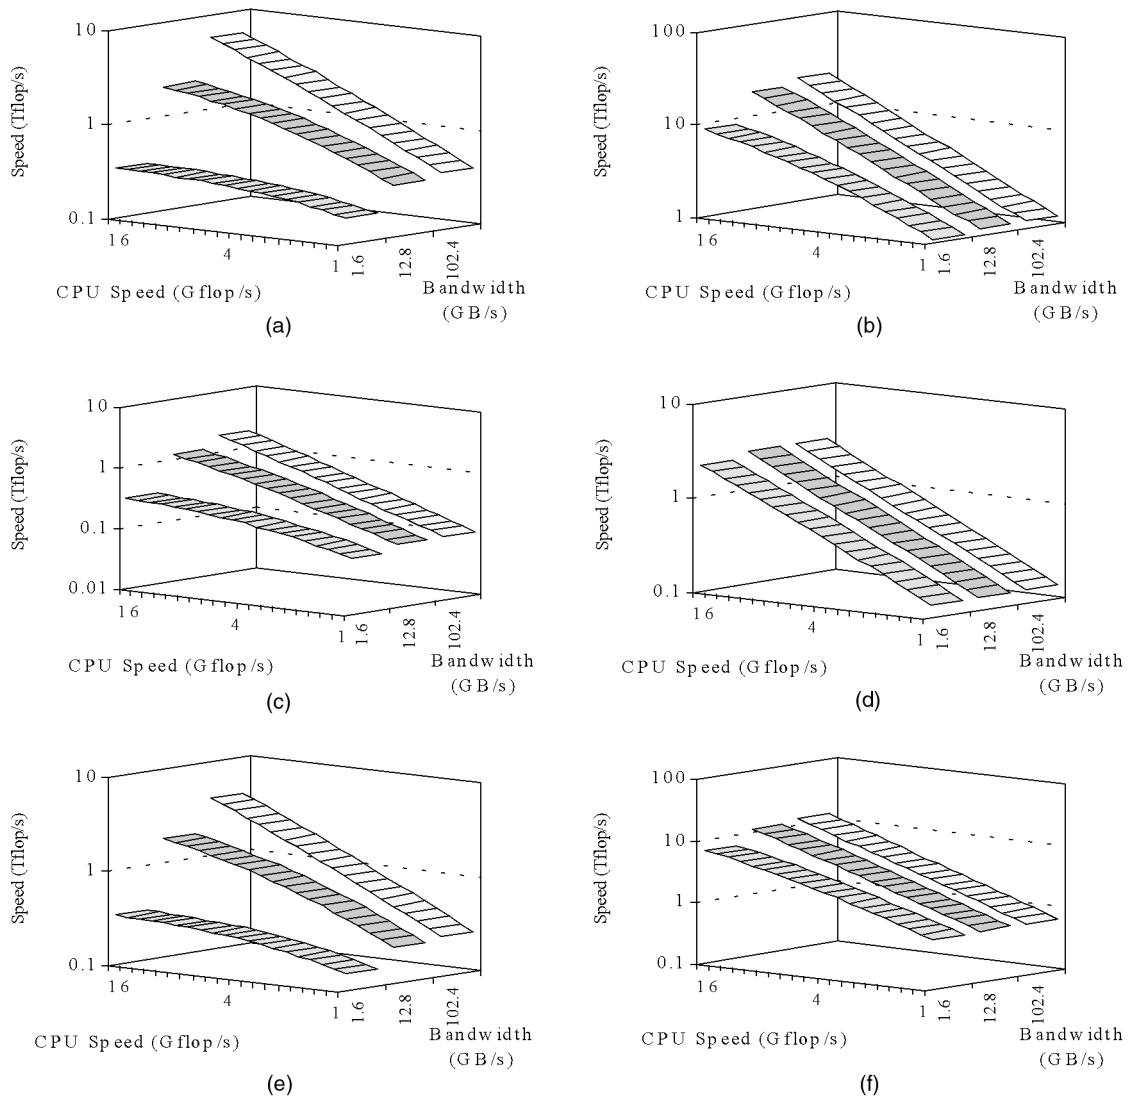 10
1
0.1
Speed (Tflop/s)
16
4
1
1.6
12.8
102.4
CPU Speed (Gflop/s)
Bandwidth
(GB/s)
(a)
100
10
1
Speed (Tflop/s)
16
4
1
1.6
12.8
102.4
CPU Speed (Gflop/s)
Bandwidth
(GB/s)
(b)
10
1
0.1
0.01
Speed (Tflop/s)
16
4
1
1.6
12.8
102.4
CPU Speed (Gflop/s)
Bandwidth
(GB/s)
(c)
10
1
0.1
Speed (Tflop/s)
16
4
1
1.6
12.8
102.4
CPU Speed (Gflop/s)
Bandwidth
(GB/s)
(d)
10
1
0.1
Speed (Tflop/s)
16
4
1
1.6
12.8
102.4
CPU Speed (Gflop/s)
Bandwidth
(GB/s)
(e)
100
10
1
0.1
Speed (Tflop/s)
16
4
1
1.6
12.8
102.4
CPU Speed (Gflop/s)
Bandwidth
(GB/s)
(f)